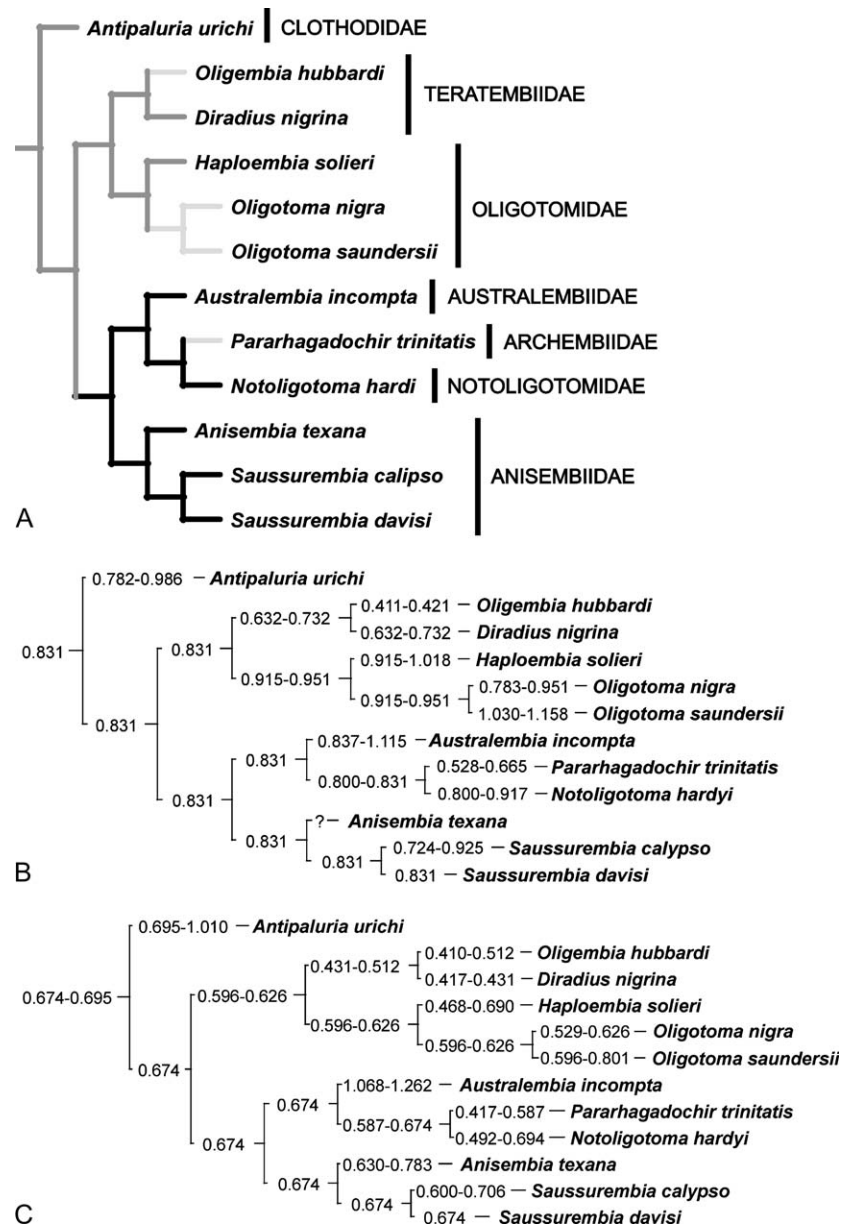 Antipaluria urichi CLOTHODIDAE
Oligembia hubbardi
TERATEMBIIDAE
Diradius nigrina
Haploembia solieri
Oligotoma nigra
OLIGOTOMIDAE
Oligotoma saundersii
Australembia incompta AUSTRALEMBIIDAE
Pararhagadochir trinitatis ARCHEMBIIDAE
Notoligotoma hardi NOTOLIGOTOMIDAE
Anisembia texana
Saussurembia calipso ANISEMBIIDAE
Saussurembia davisi
A
0.782-0.986 Antipaluria urichi
0.411-0.421 Oligembia hubbardi
0.632-0.732
0.632-0.732 Diradius nigrina
0.831
0.831
0.915-1.018 Haploembia solieri
0.915-0.951
0.783-0.951 Oligotoma nigra
0.915-0.951
1.030-1.158 Oligotoma saundersii
0.831
0.837-1.115 Australembia incompta
0.831
0.528-0.665 Pararhagadochir trinitatis
0.800-0.831
0.800-0.917 Notoligotoma hardyi
0.831
? Anisembia texana
0.831
0.724-0.925 Saussurembia calypso
0.831
0.831 Saussurembia davisi
B
0.695-1.010 Antipaluria urichi
0.410-0.512 Oligembia hubbardi
0.431-0.512
0.417-0.431 Diradius nigrina
0.674-0.695
0.596-0.626
0.468-0.690 Haploembia solieri
0.596-0.626
0.529-0.626 Oligotoma nigra
0.596-0.626
0.596-0.801 Oligotoma saundersii
0.674
1.068-1.262 Australembia incompta
0.674
0.417-0.587 Pararhagadochir trinitatis
0.587-0.674
0.492-0.694 Notoligotoma hardyi
0.674
0.630-0.783 Anisembia texana
0.674
0.600-0.706 Saussurembia calypso
0.674
0.674 Saussurembia davisi
C